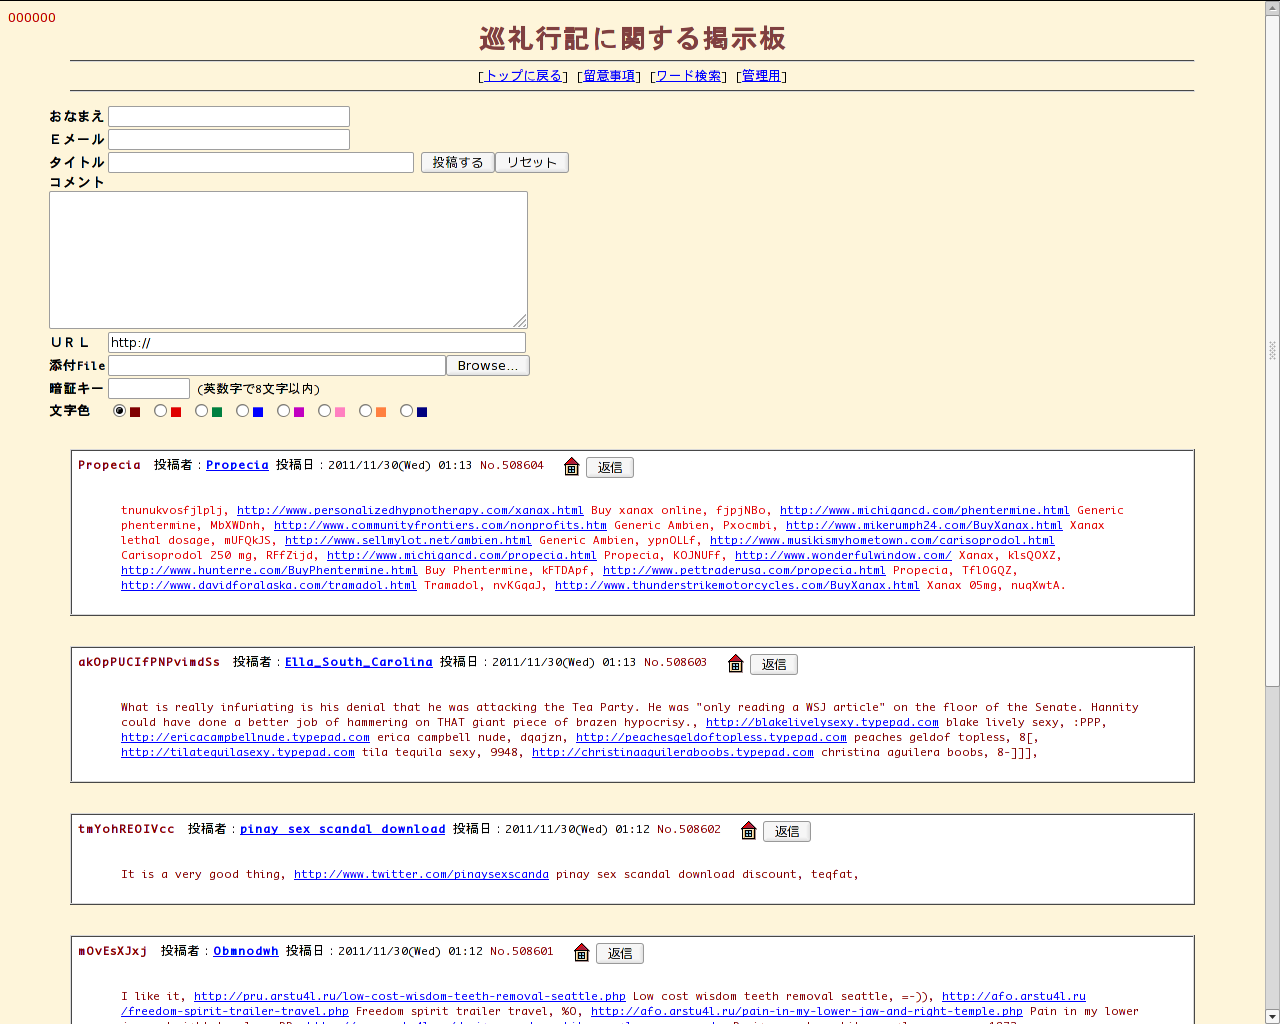 000000
巡礼行記に関する掲示板
[トップに戻る] [留意事項] [ワード検索] [管理用]
おなまえ
Ｅメール
タイトル 投稿する リセット
コメント
ＵＲＬ http://
添付File Browse...
暗証キー (英数字で8文字以内)
文字色
Propecia 投稿者：Propecia 投稿日：2011/11/30(Wed) 01:13 No.508604 返信
tnunukvosfjlplj, http://www.personalizedhypnotherapy.com/xanax.html Buy xanax online, fjpjNBo, http://www.michigancd.com/phentermine.html Generic
phentermine, MbXWDnh, http://www.communityfrontiers.com/nonprofits.htm Generic Ambien, Pxocmbi, http://www.mikerumph24.com/BuyXanax.html Xanax
lethal dosage, mUFQkJS, http://www.sellmylot.net/ambien.html Generic Ambien, ypnOLLf, http://www.musikismyhometown.com/carisoprodol.html
Carisoprodol 250 mg, RFfZijd, http://www.michigancd.com/propecia.html Propecia, KOJNUFf, http://www.wonderfulwindow.com/ Xanax, klsQOXZ,
http://www.hunterre.com/BuyPhentermine.html Buy Phentermine, kFTDApf, http://www.pettraderusa.com/propecia.html Propecia, TflOGQZ,
http://www.davidforalaska.com/tramadol.html Tramadol, nvKGqaJ, http://www.thunderstrikemotorcycles.com/BuyXanax.html Xanax 05mg, nuqXwtA.
akOpPUCIfPNPvimdSs 投稿者：Ella_South_Carolina 投稿日：2011/11/30(Wed) 01:13 No.508603 返信
What is really infuriating is his denial that he was attacking the Tea Party. He was "only reading a WSJ article" on the floor of the Senate. Hannity
could have done a better job of hammering on THAT giant piece of brazen hypocrisy., http://blakelivelysexy.typepad.com blake lively sexy, :PPP,
http://ericacampbellnude.typepad.com erica campbell nude, dqajzn, http://peachesgeldoftopless.typepad.com peaches geldof topless, 8[,
http://tilatequilasexy.typepad.com tila tequila sexy, 9948, http://christinaaquileraboobs.typepad.com christina aguilera boobs, 8-]]],
tmYohREOIVcc 投稿者：pinay sex scandal download 投稿日：2011/11/30(Wed) 01:12 No.508602 返信
It is a very good thing, http://www.twitter.com/pinaysexscanda pinay sex scandal download discount, teqfat,
mOvEsXJxj 投稿者：Obmnodwh 投稿日：2011/11/30(Wed) 01:12 No.508601 返信
I like it, http://pru.arstu4l.ru/low-cost-wisdom-teeth-removal-seattle.php Low cost wisdom teeth removal seattle, =-)), http://afo.arstu4l.ru
/freedom-spirit-trailer-travel.php Freedom spirit trailer travel, %O, http://afo.arstu4l.ru/pain-in-my-lower-jaw-and-right-temple.php Pain in my lower